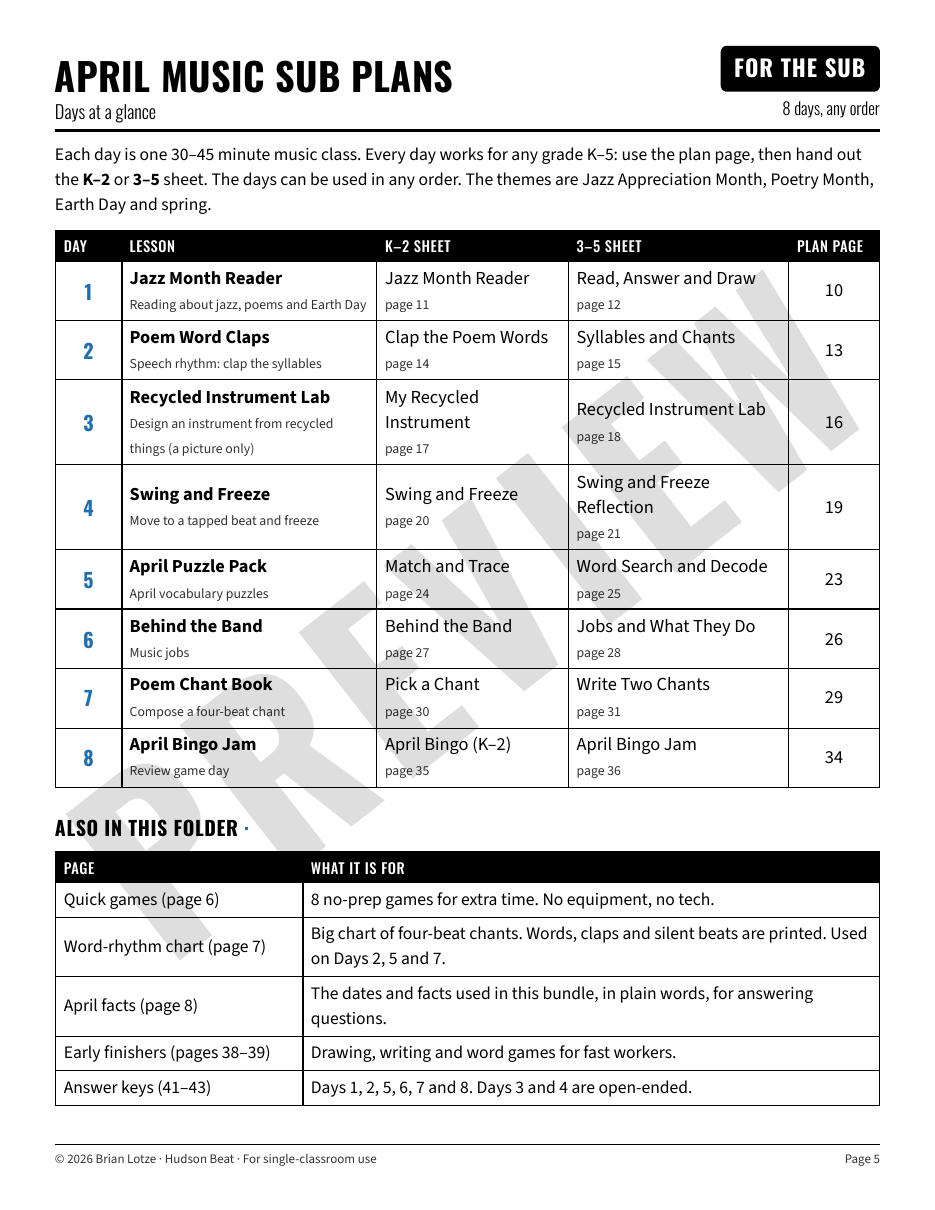 APRIL MUSIC SUB PLANS
FOR THE SUB
Days at a glance
8 days, any order
Each day is one 30–45 minute music class. Every day works for any grade K–5: use the plan page, then hand out
the K–2 or 3–5 sheet. The days can be used in any order. The themes are Jazz Appreciation Month, Poetry Month,
Earth Day and spring.
DAY LESSON K–2 SHEET 3–5 SHEET PLAN PAGE
1 Jazz Month Reader Jazz Month Reader Read, Answer and Draw 10
Reading about jazz, poems and Earth Day page 11 page 12
2 Poem Word Claps Clap the Poem Words Syllables and Chants 13
Speech rhythm: clap the syllables page 14 page 15
3 Recycled Instrument Lab My Recycled Recycled Instrument Lab 16
Design an instrument from recycled Instrument page 18
things (a picture only) page 17
4 Swing and Freeze Swing and Freeze Swing and Freeze 19
Move to a tapped beat and freeze page 20 Reflection
page 21
5 April Puzzle Pack Match and Trace Word Search and Decode 23
April vocabulary puzzles page 24 page 25
6 Behind the Band Behind the Band Jobs and What They Do 26
Music jobs page 27 page 28
7 Poem Chant Book Pick a Chant Write Two Chants 29
Compose a four-beat chant page 30 page 31
8 April Bingo Jam April Bingo (K–2) April Bingo Jam 34
Review game day page 35 page 36
PREVIEW
ALSO IN THIS FOLDER ·
PAGE WHAT IT IS FOR
Quick games (page 6) 8 no-prep games for extra time. No equipment, no tech.
Word-rhythm chart (page 7) Big chart of four-beat chants. Words, claps and silent beats are printed. Used
on Days 2, 5 and 7.
April facts (page 8) The dates and facts used in this bundle, in plain words, for answering
questions.
Early finishers (pages 38–39) Drawing, writing and word games for fast workers.
Answer keys (41–43) Days 1, 2, 5, 6, 7 and 8. Days 3 and 4 are open-ended.
© 2026 Brian Lotze · Hudson Beat · For single-classroom use Page 5